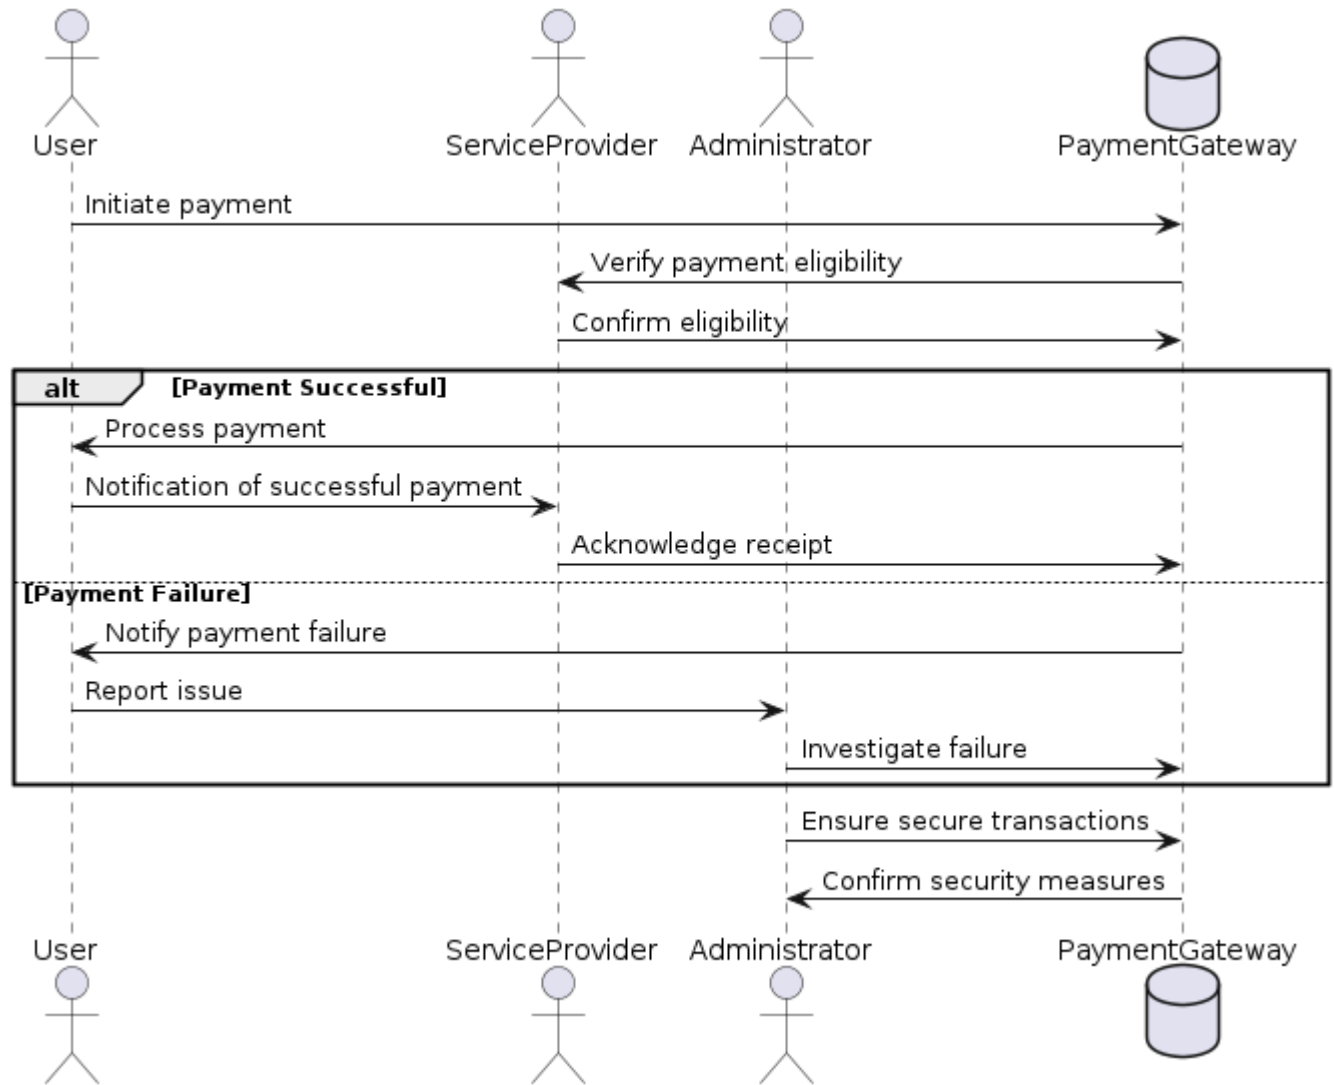 User ServiceProvider Administrator PaymentGateway
Initiate payment
Verify payment eligibility
Confirm eligibility
alt [Payment Successful]
Process payment
Notification of successful payment
Acknowledge receipt
[Payment Failure]
Notify payment failure
Report issue
Investigate failure
Ensure secure transactions
Confirm security measures
User ServiceProvider Administrator PaymentGateway